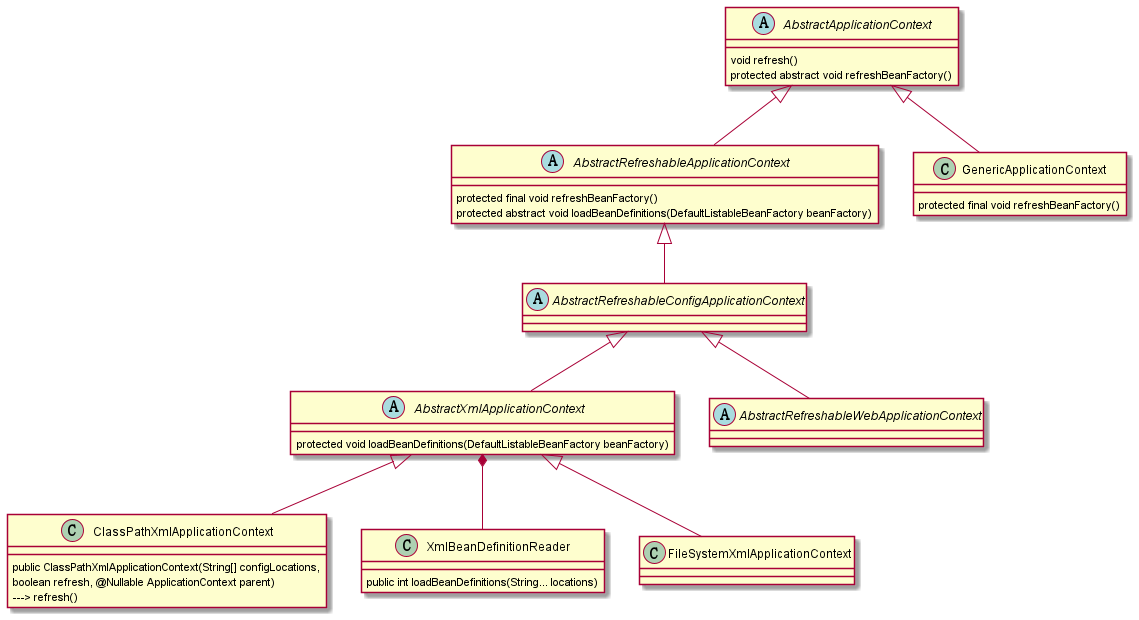 A AbstractApplicationContext
void refresh()
protected abstract void refreshBeanFactory()
A AbstractRefreshableApplicationContext
protected final void refreshBeanFactory()
protected abstract void loadBeanDefinitions(DefaultListableBeanFactory beanFactory)
C GenericApplicationContext
protected final void refreshBeanFactory()
A AbstractRefreshableConfigApplicationContext
A AbstractXmlApplicationContext
protected void loadBeanDefinitions(DefaultListableBeanFactory beanFactory)
A AbstractRefreshableWebApplicationContext
C ClassPathXmlApplicationContext
public ClassPathXmlApplicationContext(String[] configLocations,
boolean refresh, @Nullable ApplicationContext parent)
---> refresh()
C XmlBeanDefinitionReader
public int loadBeanDefinitions(String... locations)
C FileSystemXmlApplicationContext